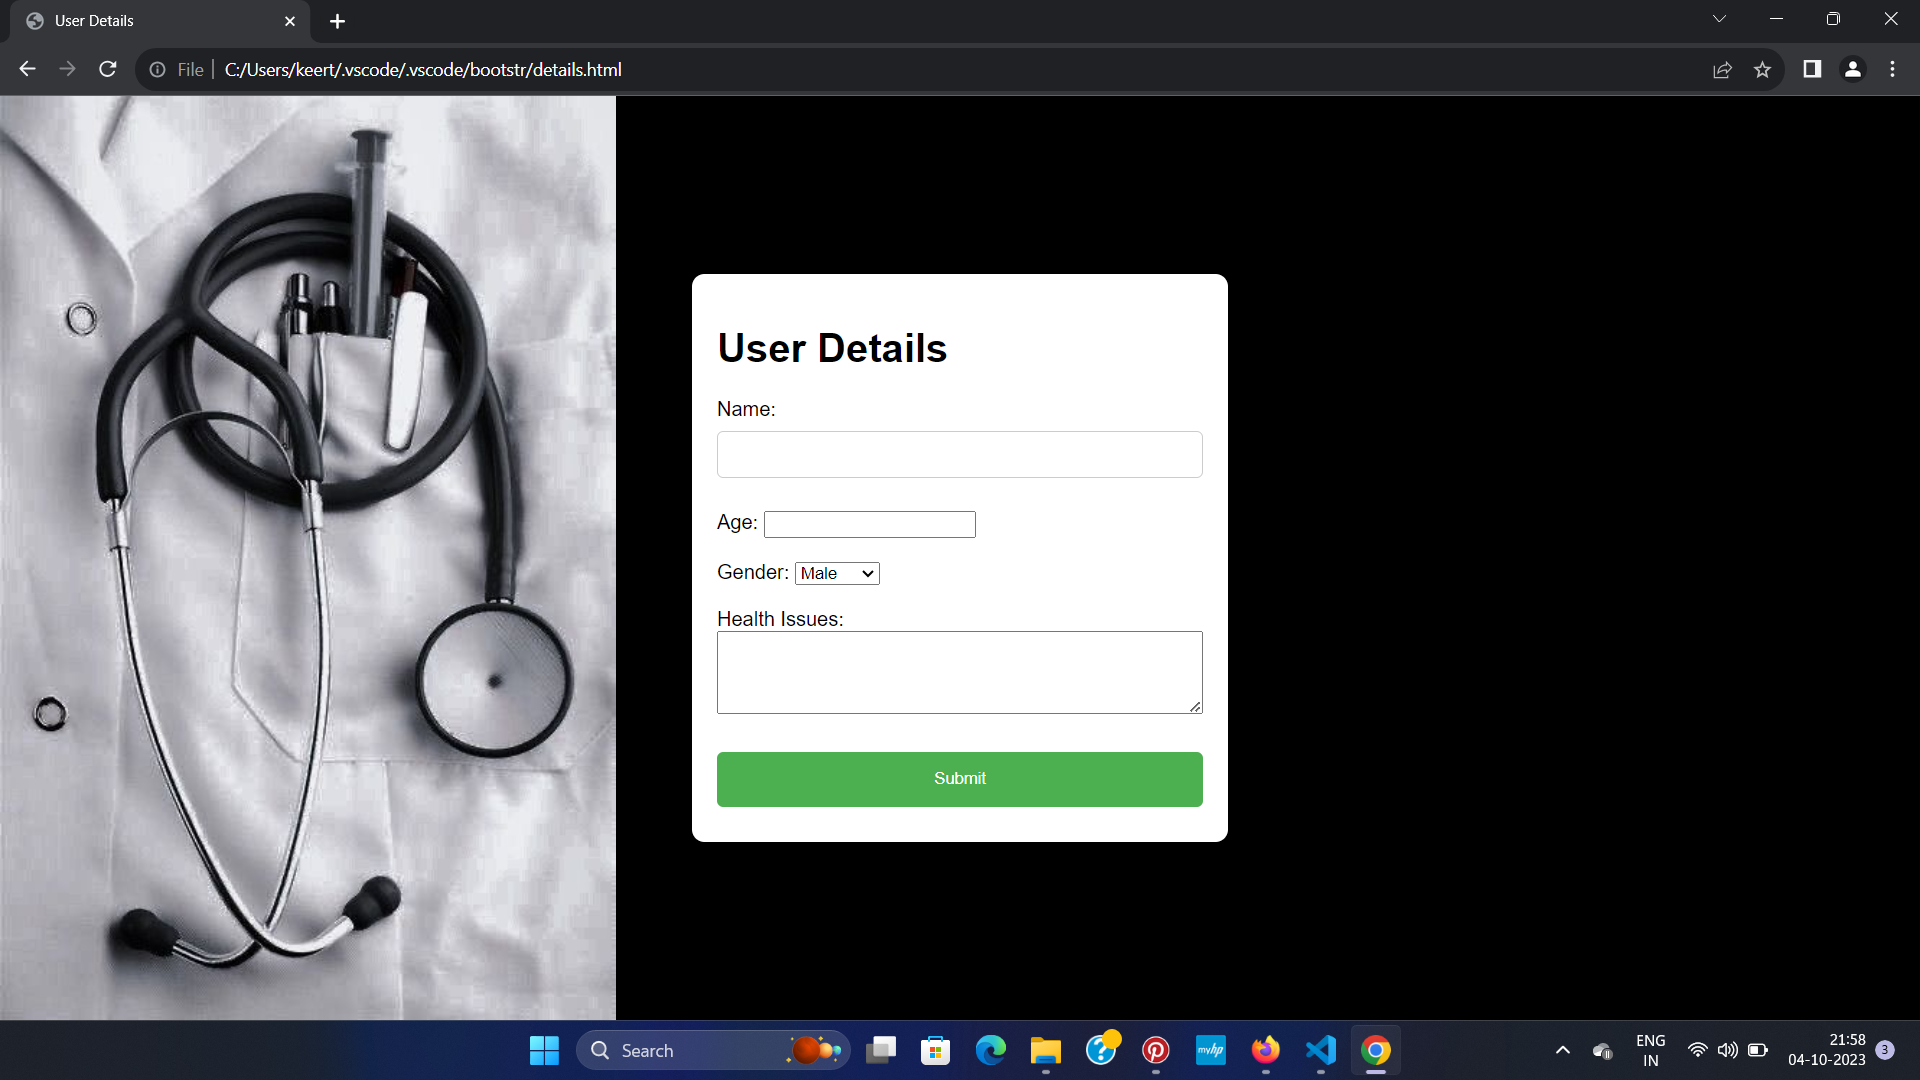 User Details
File
C:/Users/keert/.vscode/.vscode/bootstr/details.html
User Details
Name:
Age:
Gender: Male
Health Issues:
Submit
Search
myhp
ENG
IN
21:58
04-10-2023
3